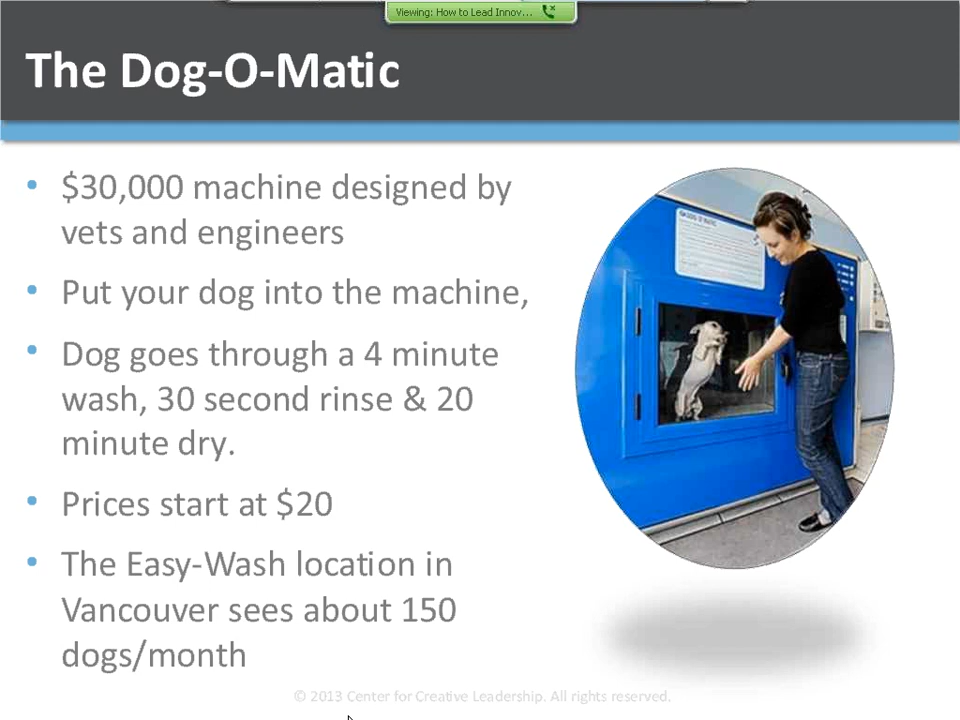 Viewing: How to Lead Innov...
The Dog-O-Matic
• $30,000 machine designed by
vets and engineers
• Put your dog into the machine,
• Dog goes through a 4 minute
wash, 30 second rinse & 20
minute dry.
• Prices start at $20
• The Easy-Wash location in
Vancouver sees about 150
dogs/month
© 2013 Center for Creative Leadership. All rights reserved.